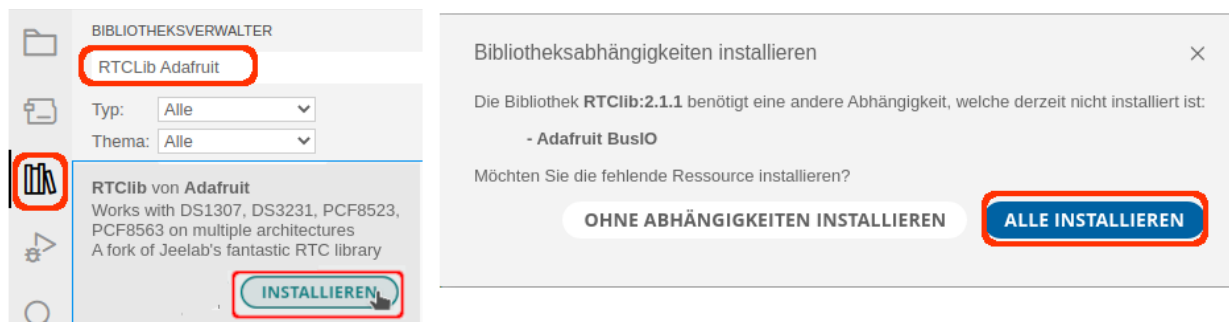 BIBLIOTHEKSVERWALTER
RTCLib Adafruit
Typ: Alle
Thema: Alle
RTClib von Adafruit
Works with DS1307, DS3231, PCF8523,
PCF8563 on multiple architectures
A fork of Jeelab's fantastic RTC library
INSTALLIEREN
Bibliotheksabhängigkeiten installieren
Die Bibliothek RTClib:2.1.1 benötigt eine andere Abhängigkeit, welche derzeit nicht installiert ist:
- Adafruit BusIO
Möchten Sie die fehlende Ressource installieren?
OHNE ABHÄNGIGKEITEN INSTALLIEREN ALLE INSTALLIEREN